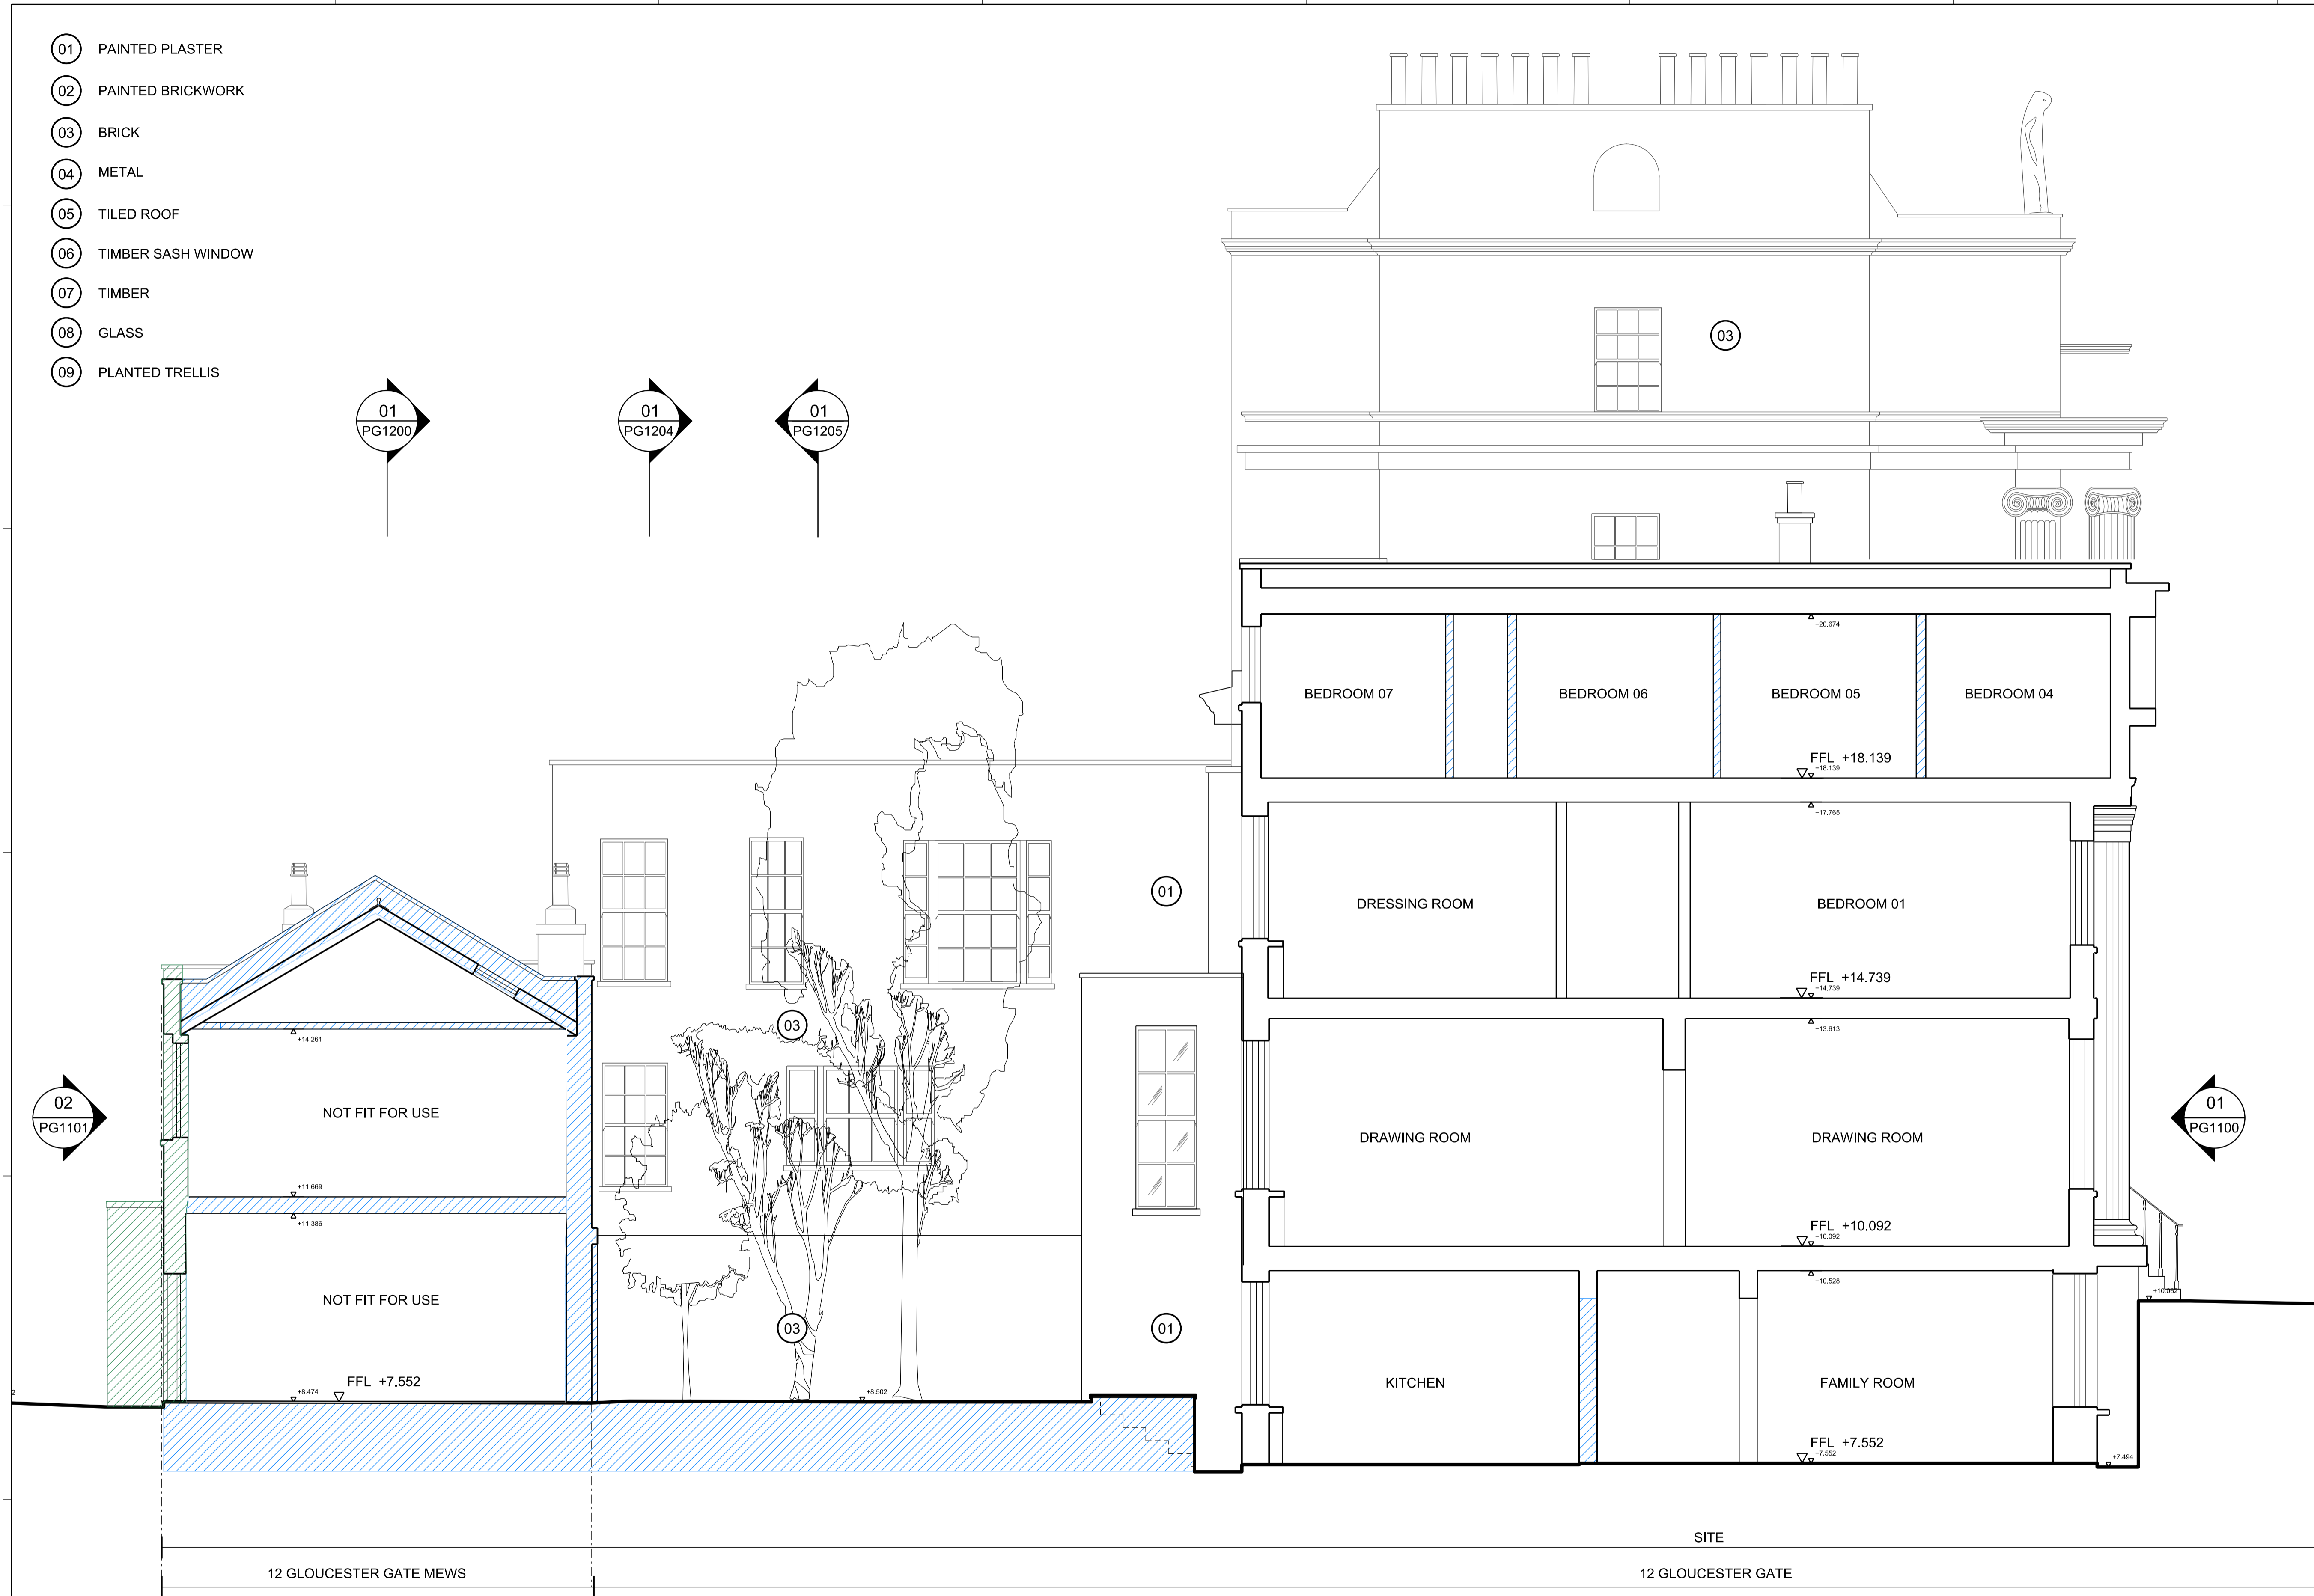 01 PAINTED PLASTER
02 PAINTED BRICKWORK
03 BRICK
04 METAL
05 TILED ROOF
06 TIMBER SASH WINDOW
07 TIMBER
08 GLASS
09 PLANTED TRELLIS
03
01
PG1200
01
PG1204
01
PG1205
+20,674
BEDROOM 07
BEDROOM 06
BEDROOM 05
BEDROOM 04
FFL +18.139
+18.139
+17,765
01
DRESSING ROOM
BEDROOM 01
FFL +14.739
+14,739
03
+13,613
+14.261
02
PG1101
NOT FIT FOR USE
DRAWING ROOM
DRAWING ROOM
01
PG1100
+11,669
+11,386
FFL +10.092
+10.092
+10,528
+10.062
NOT FIT FOR USE
03
01
FFL +7.552
+8,474
+8,502
KITCHEN
FAMILY ROOM
FFL +7.552
+7.552
+7.494
SITE
12 GLOUCESTER GATE MEWS
12 GLOUCESTER GATE